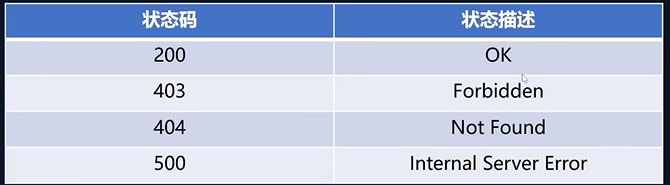 状态码 状态描述
200 OK
403 Forbidden
404 Not Found
500 Internal Server Error